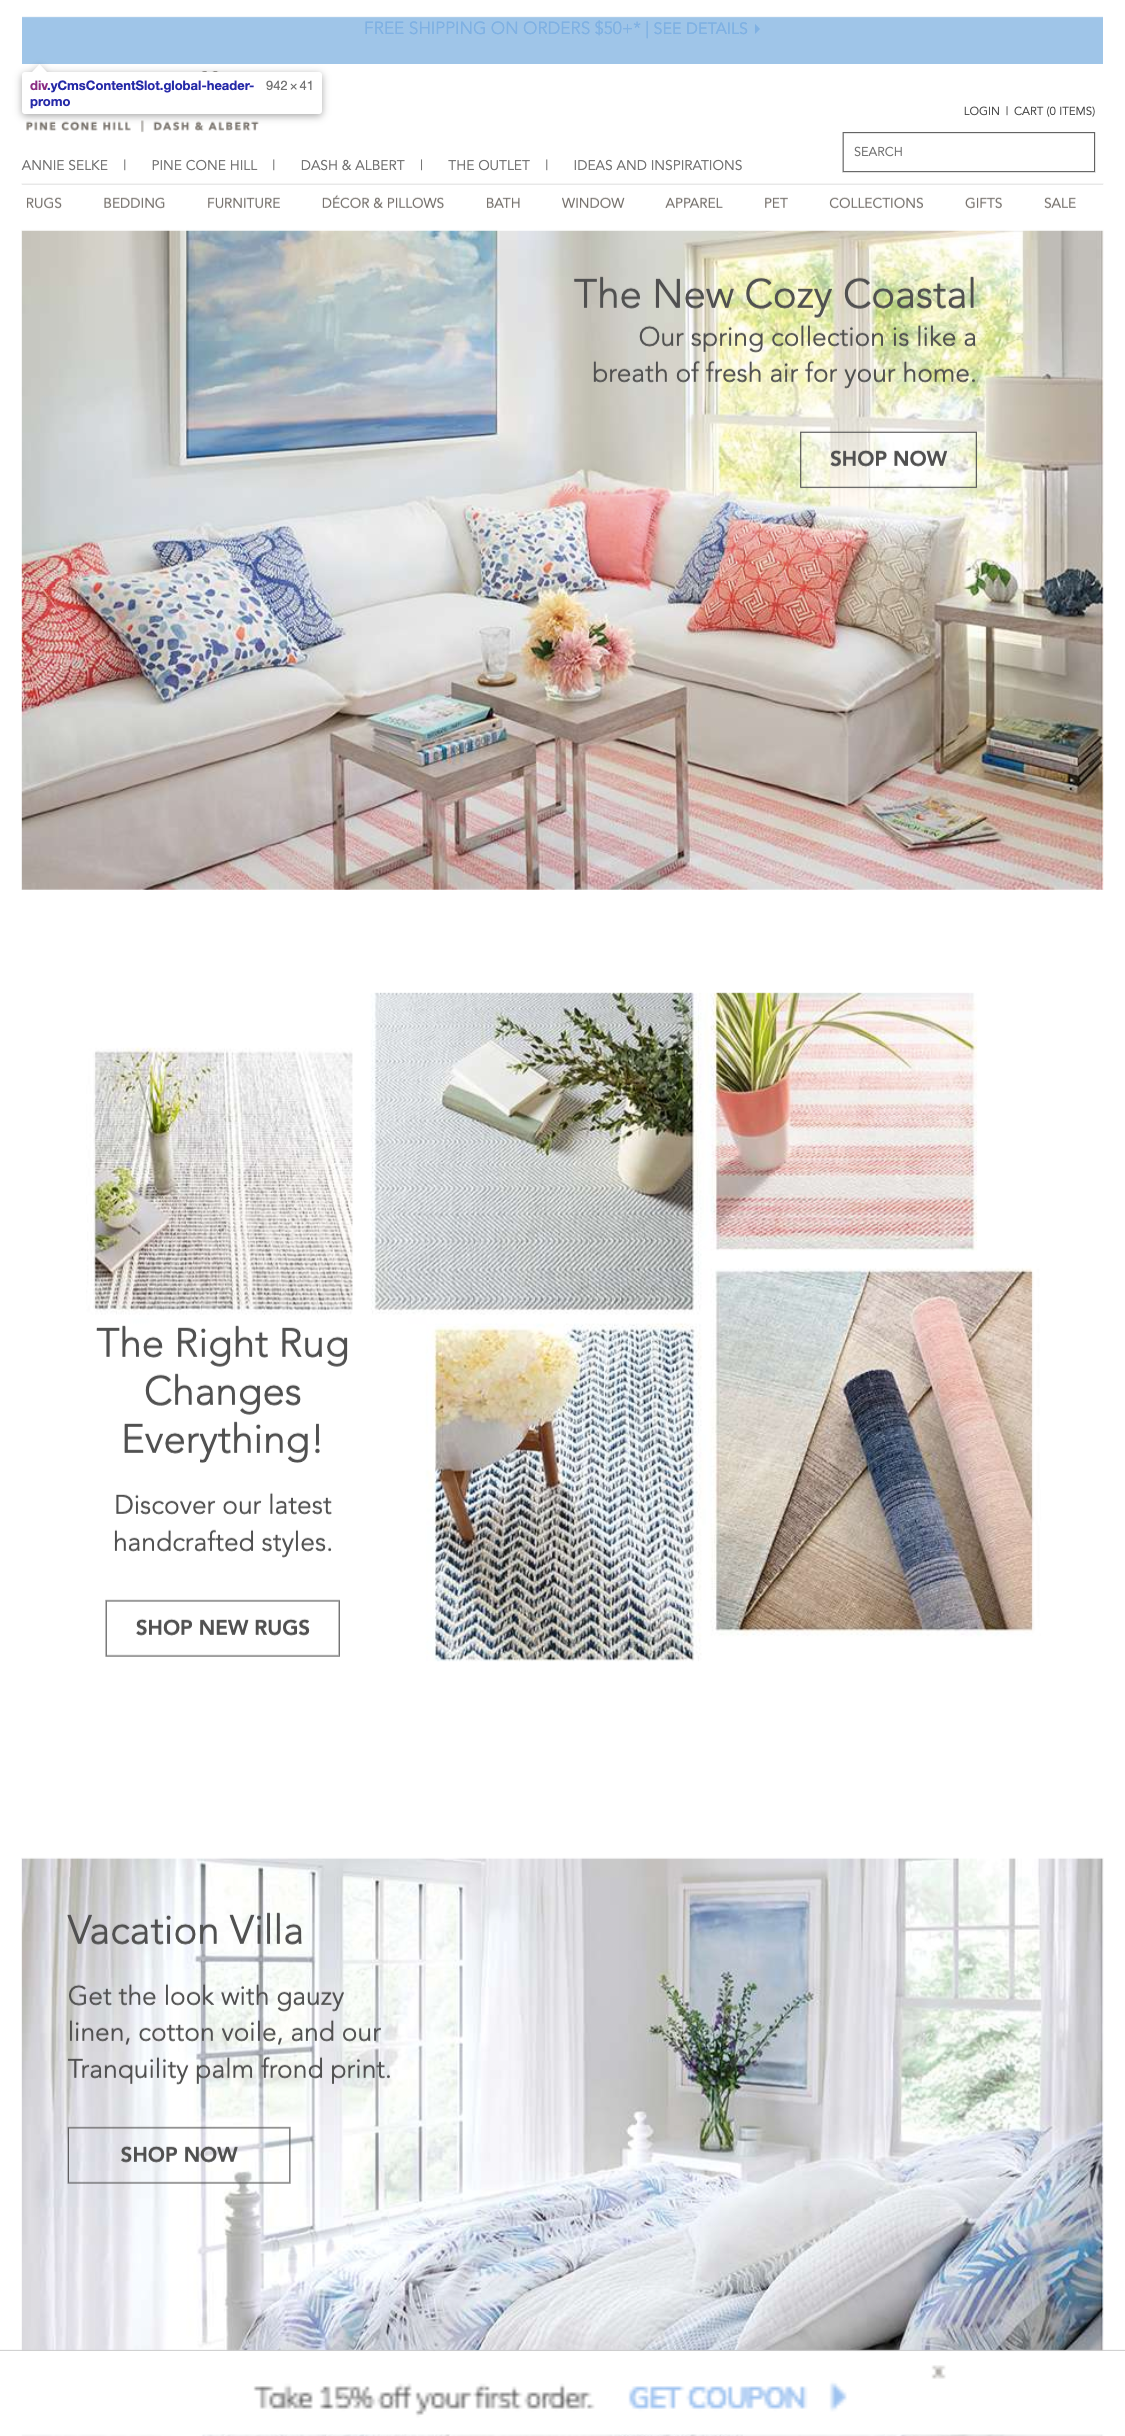 FREE SHIPPING ON ORDERS $50+* | SEE DETAILS
div.yCmsContentSlot.global-header-promo 942 × 41
PINE CONE HILL | DASH & ALBERT
LOGIN | CART (0 ITEMS)
SEARCH
ANNIE SELKE | PINE CONE HILL | DASH & ALBERT | THE OUTLET | IDEAS AND INSPIRATIONS
RUGS BEDDING FURNITURE DÉCOR & PILLOWS BATH WINDOW APPAREL PET COLLECTIONS GIFTS SALE
The New Cozy Coastal
Our spring collection is like a
breath of fresh air for your home.
SHOP NOW
The Right Rug
Changes
Everything!
Discover our latest
handcrafted styles.
SHOP NEW RUGS
Vacation Villa
Get the look with gauzy
linen, cotton voile, and our
Tranquility palm frond print.
SHOP NOW
x
Take 15% off your first order. GET COUPON